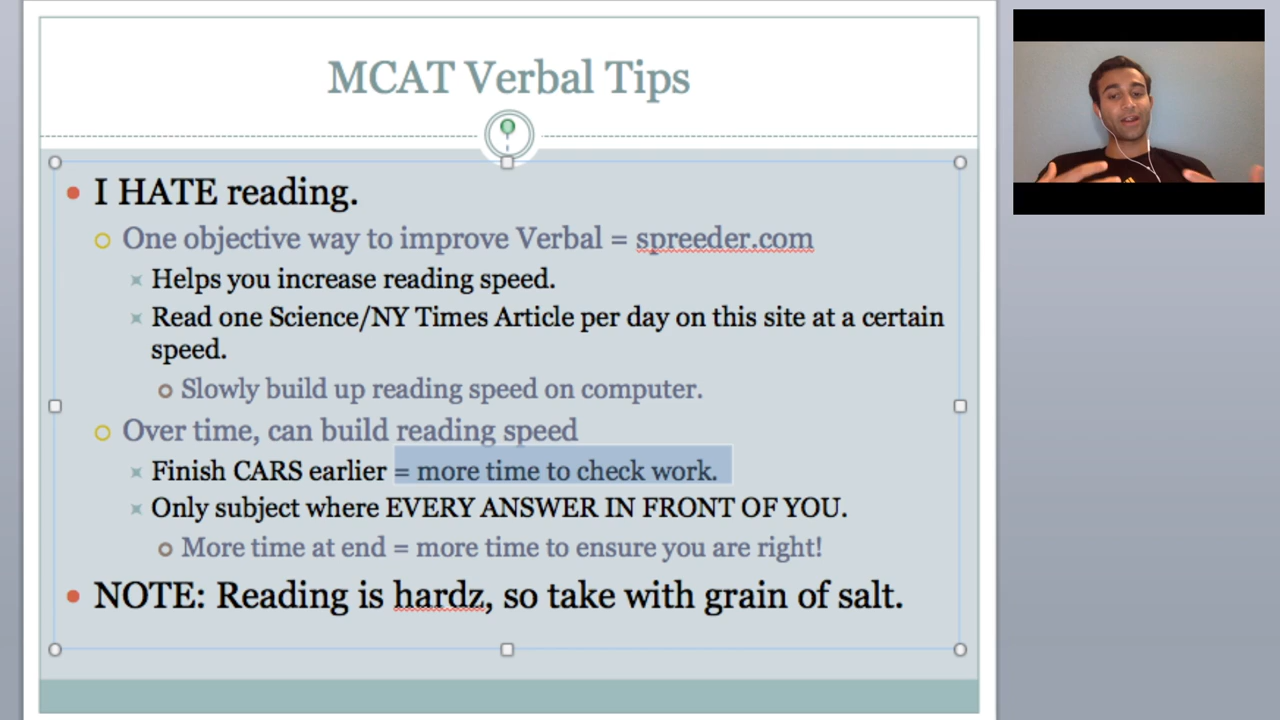 MCAT Verbal Tips
I HATE reading.
One objective way to improve Verbal = spreeder.com
Helps you increase reading speed.
Read one Science/NY Times Article per day on this site at a certain
speed.
Slowly build up reading speed on computer.
Over time, can build reading speed
Finish CARS earlier = more time to check work.
Only subject where EVERY ANSWER IN FRONT OF YOU.
More time at end = more time to ensure you are right!
NOTE: Reading is hardz, so take with grain of salt.